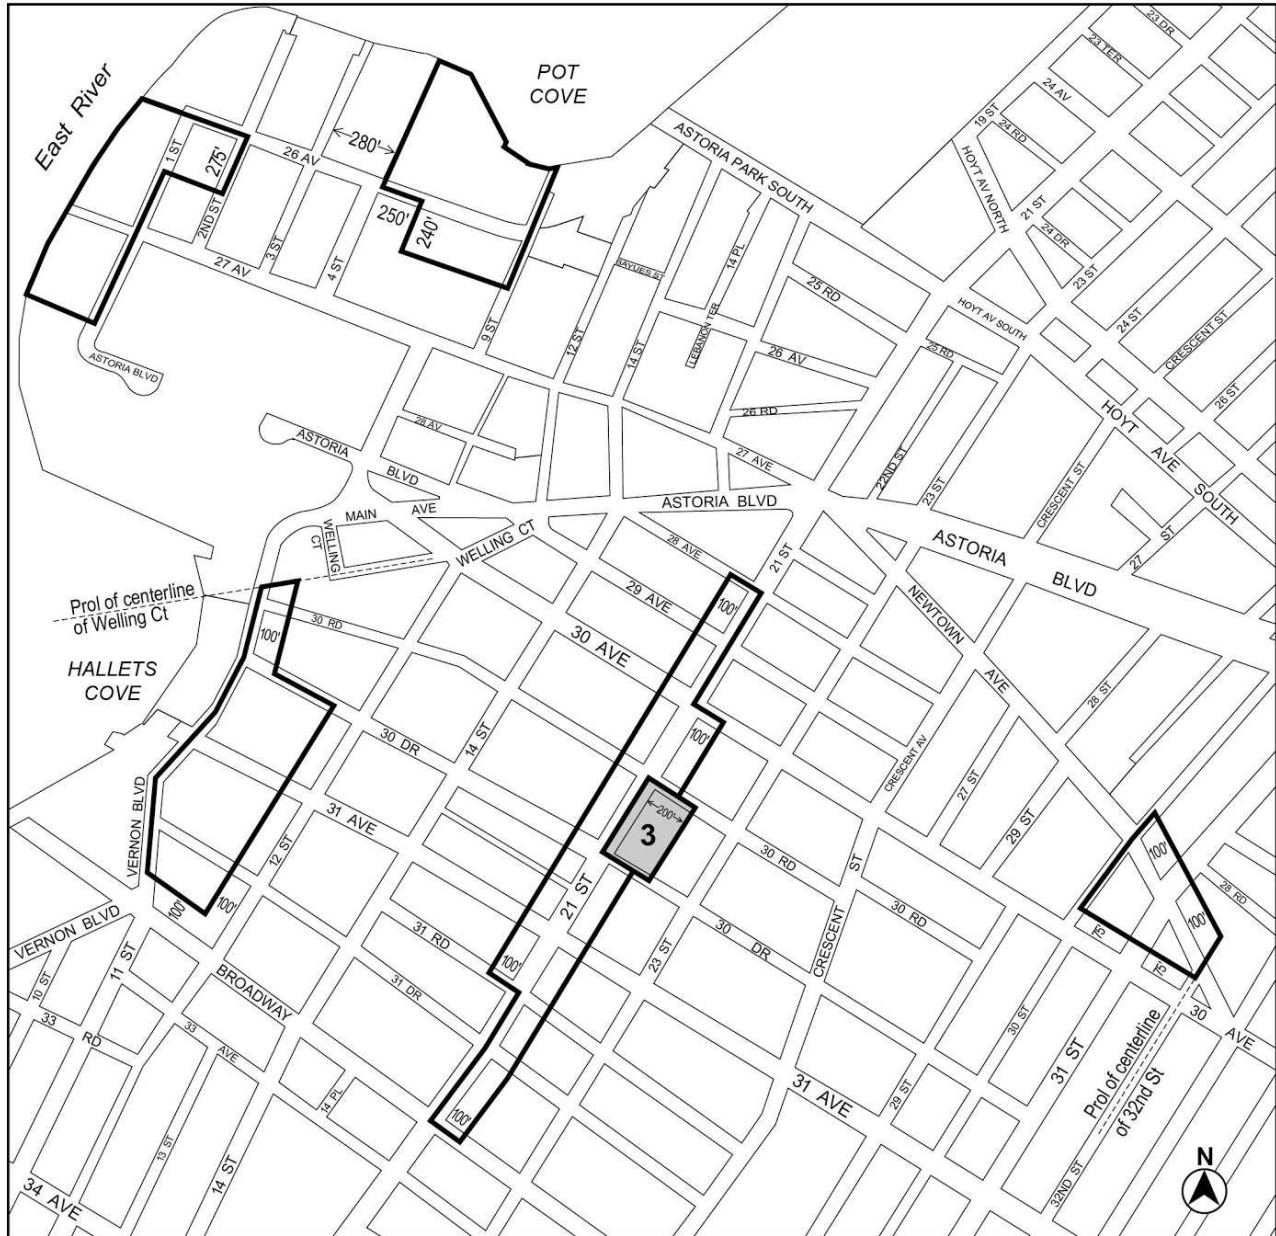 23 DR
23 TER
POT
COVE
East River
24 AV
19 ST
24 RD
ASTORIA PARK SOUTH
280'
1 ST
275'
26 AV
HOYT AV NORTH
21 ST
24 DR
250'
240'
2ND ST
3 ST
4 ST
27 AV
BAYUES ST
14 PL
25 RD
23 ST
HOYT AV SOUTH
24 ST
CRESCENT ST
9 ST
12 ST
14 ST
LEBANON TER
26 AV
25 RD
26 ST
ASTORIA BLVD
26 RD
HOYT AVE SOUTH
28 AV
ASTORIA BLVD
27 AVE
22ND ST
23 ST
CRESCENT ST
27 ST
MAIN AVE
ASTORIA BLVD
WELLING CT
WELLING CT
28 AVE
21 ST
ASTORIA BLVD
Prol of centerline
of Welling Ct
100'
30 RD
29 AVE
100'
NEWTOWN AVE
30 AVE
HALLETS
COVE
28 ST
30 DR
14 ST
100'
CRESCENT AV
27 ST
VERNON BLVD
31 AVE
12 ST
200'
3
29 ST
100'
30 RD
28 RD
21 ST
100'
100'
30 RD
100'
VERNON BLVD
11 ST
31 RD
23 ST
30 DR
CRESCENT ST
75'
75'
10 ST
BROADWAY
31 DR
100'
30 ST
30 AVE
33 RD
33 AVE
31 ST
Prol of centerline
of 32nd St
14 PL
100'
31 AVE
29 ST
13 ST
14 ST
34 AVE
32ND ST
N